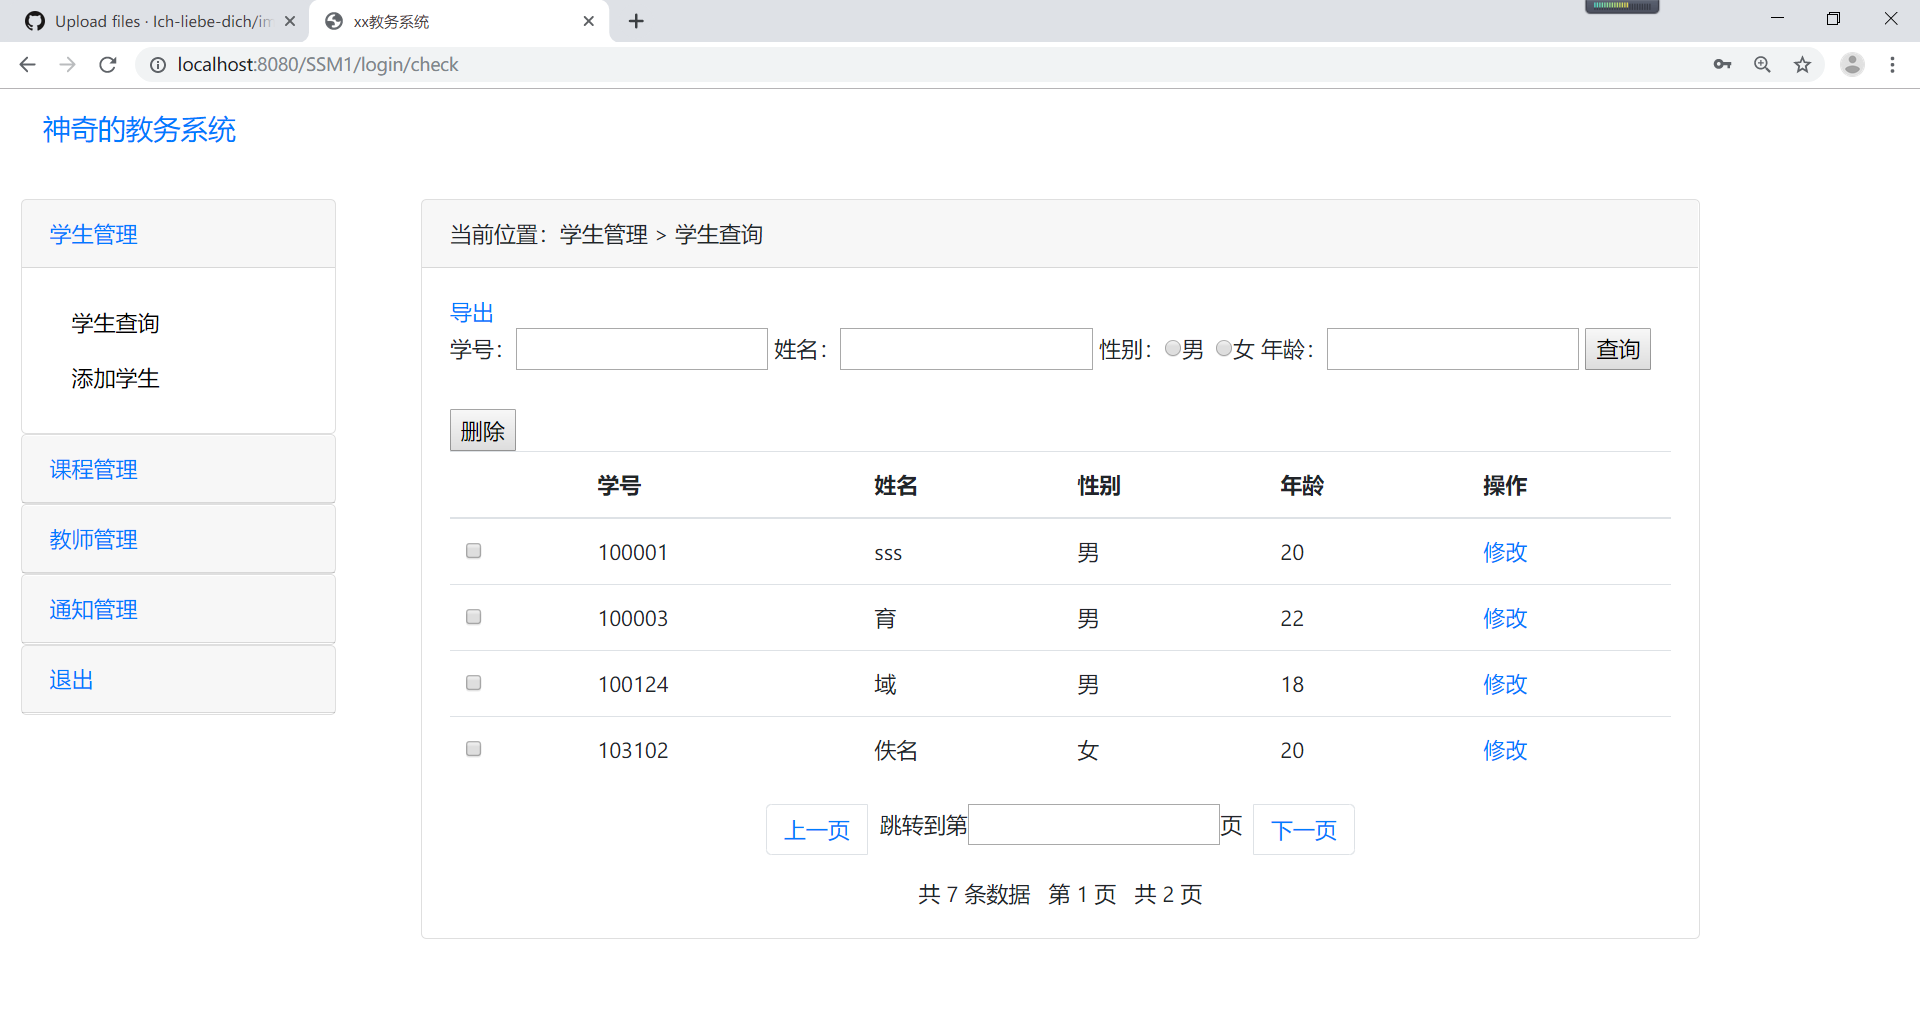 Upload files · Ich-liebe-dich/im
xx教务系统
localhost:8080/SSM1/login/check
神奇的教务系统
学生管理
学生查询
添加学生
课程管理
教师管理
通知管理
退出
当前位置：学生管理 > 学生查询
导出
学号： 姓名： 性别： 男 女 年龄： 查询
删除
学号 姓名 性别 年龄 操作
100001 sss 男 20 修改
100003 育 男 22 修改
100124 域 男 18 修改
103102 佚名 女 20 修改
上一页 跳转到第 页 下一页
共 7 条数据 第 1 页 共 2 页